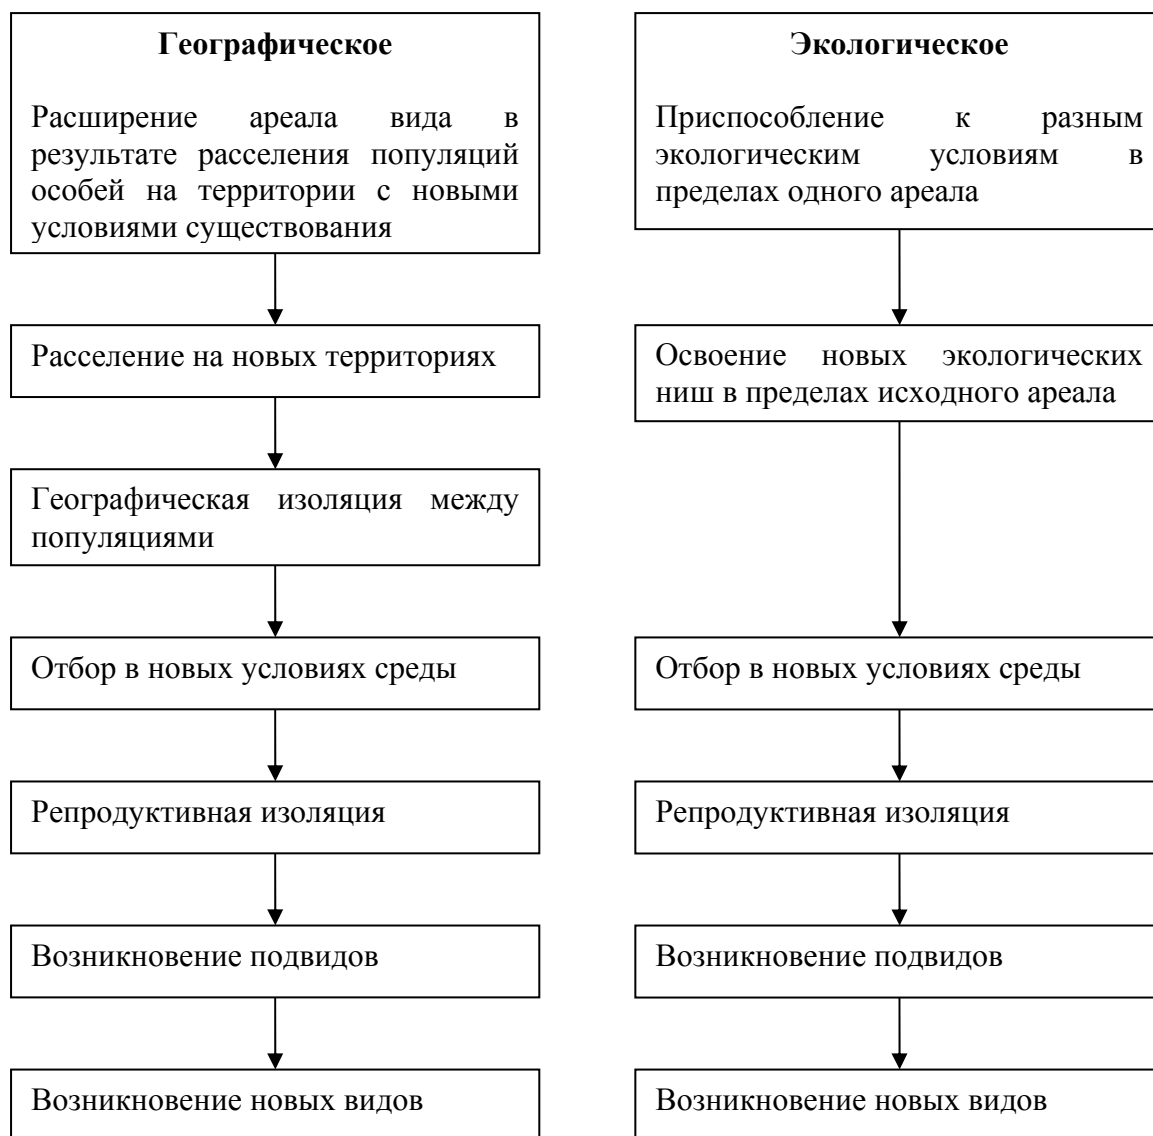 Географическое
Расширение ареала вида в
результате расселения популяций
особей на территории с новыми
условиями существования
Расселение на новых территориях
Географическая изоляция между
популяциями
Отбор в новых условиях среды
Репродуктивная изоляция
Возникновение подвидов
Возникновение новых видов
Экологическое
Приспособление к разным
экологическим условиям в
пределах одного ареала
Освоение новых экологических
ниш в пределах исходного ареала
Отбор в новых условиях среды
Репродуктивная изоляция
Возникновение подвидов
Возникновение новых видов